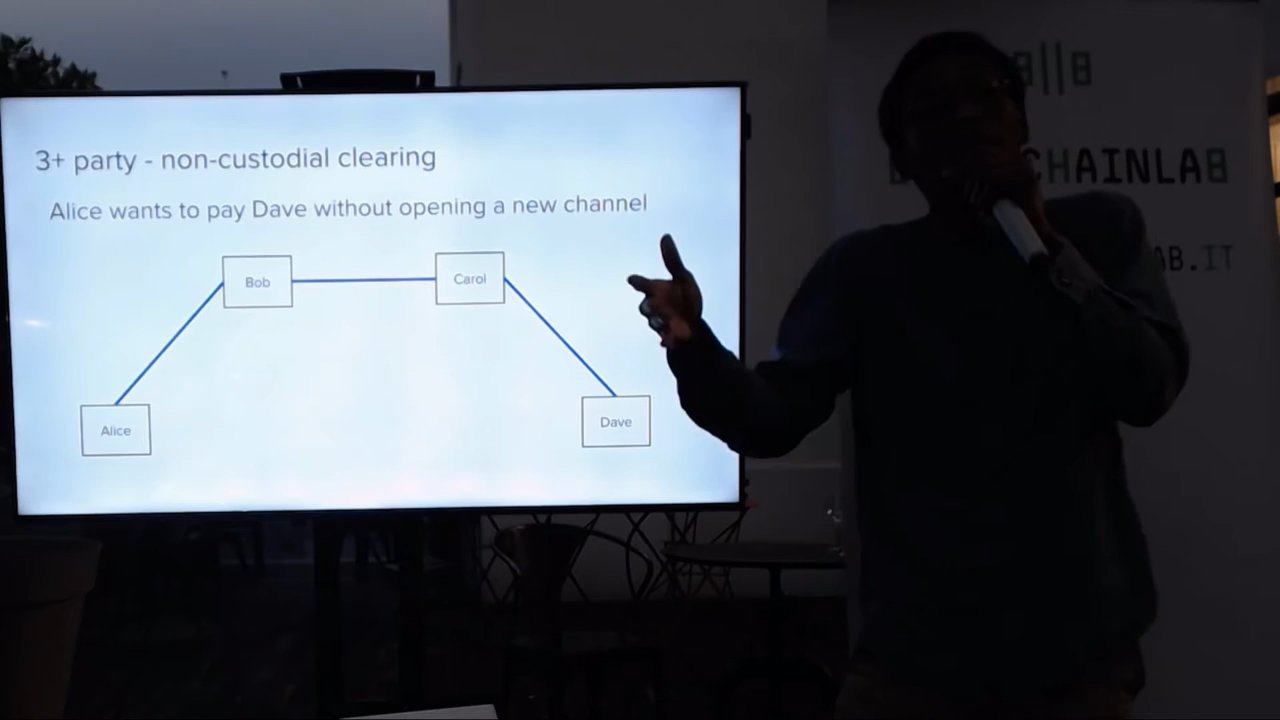 3+ party - non-custodial clearing
Alice wants to pay Dave without opening a new channel
Bob
Carol
Alice
Dave
CHAINLAB
AB.IT